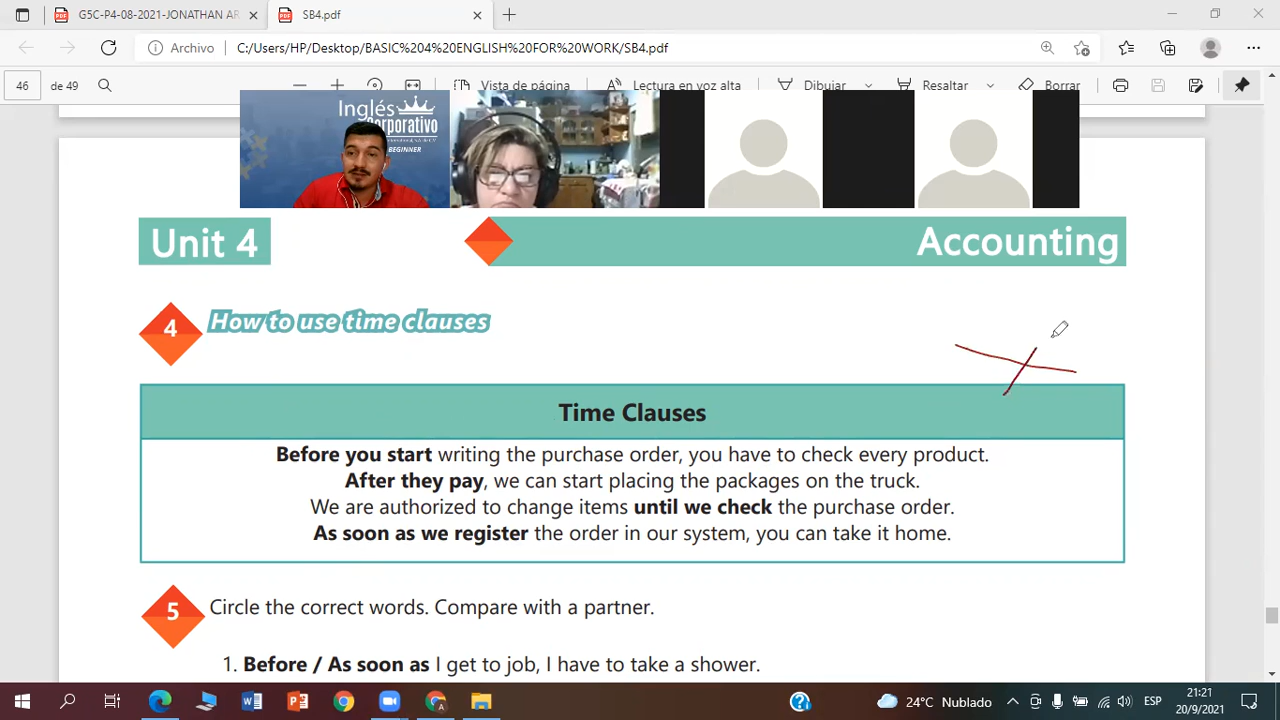 G5C-P4-08-2021-JONATHAN AR
SB4.pdf
Archivo
C:/Users/HP/Desktop/BASIC%204%20ENGLISH%20FOR%20WORK/SB4.pdf
46 de 49
Vista de página
Lectura en voz alta
Dibujar
Resaltar
Borrar
Inglés
Corporativo
BEGINNER
Unit 4
Accounting
4 How to use time clauses
Time Clauses
Before you start writing the purchase order, you have to check every product.
After they pay, we can start placing the packages on the truck.
We are authorized to change items until we check the purchase order.
As soon as we register the order in our system, you can take it home.
5 Circle the correct words. Compare with a partner.
1. Before / As soon as I get to job, I have to take a shower.
24°C Nublado
ESP
21:21
20/9/2021